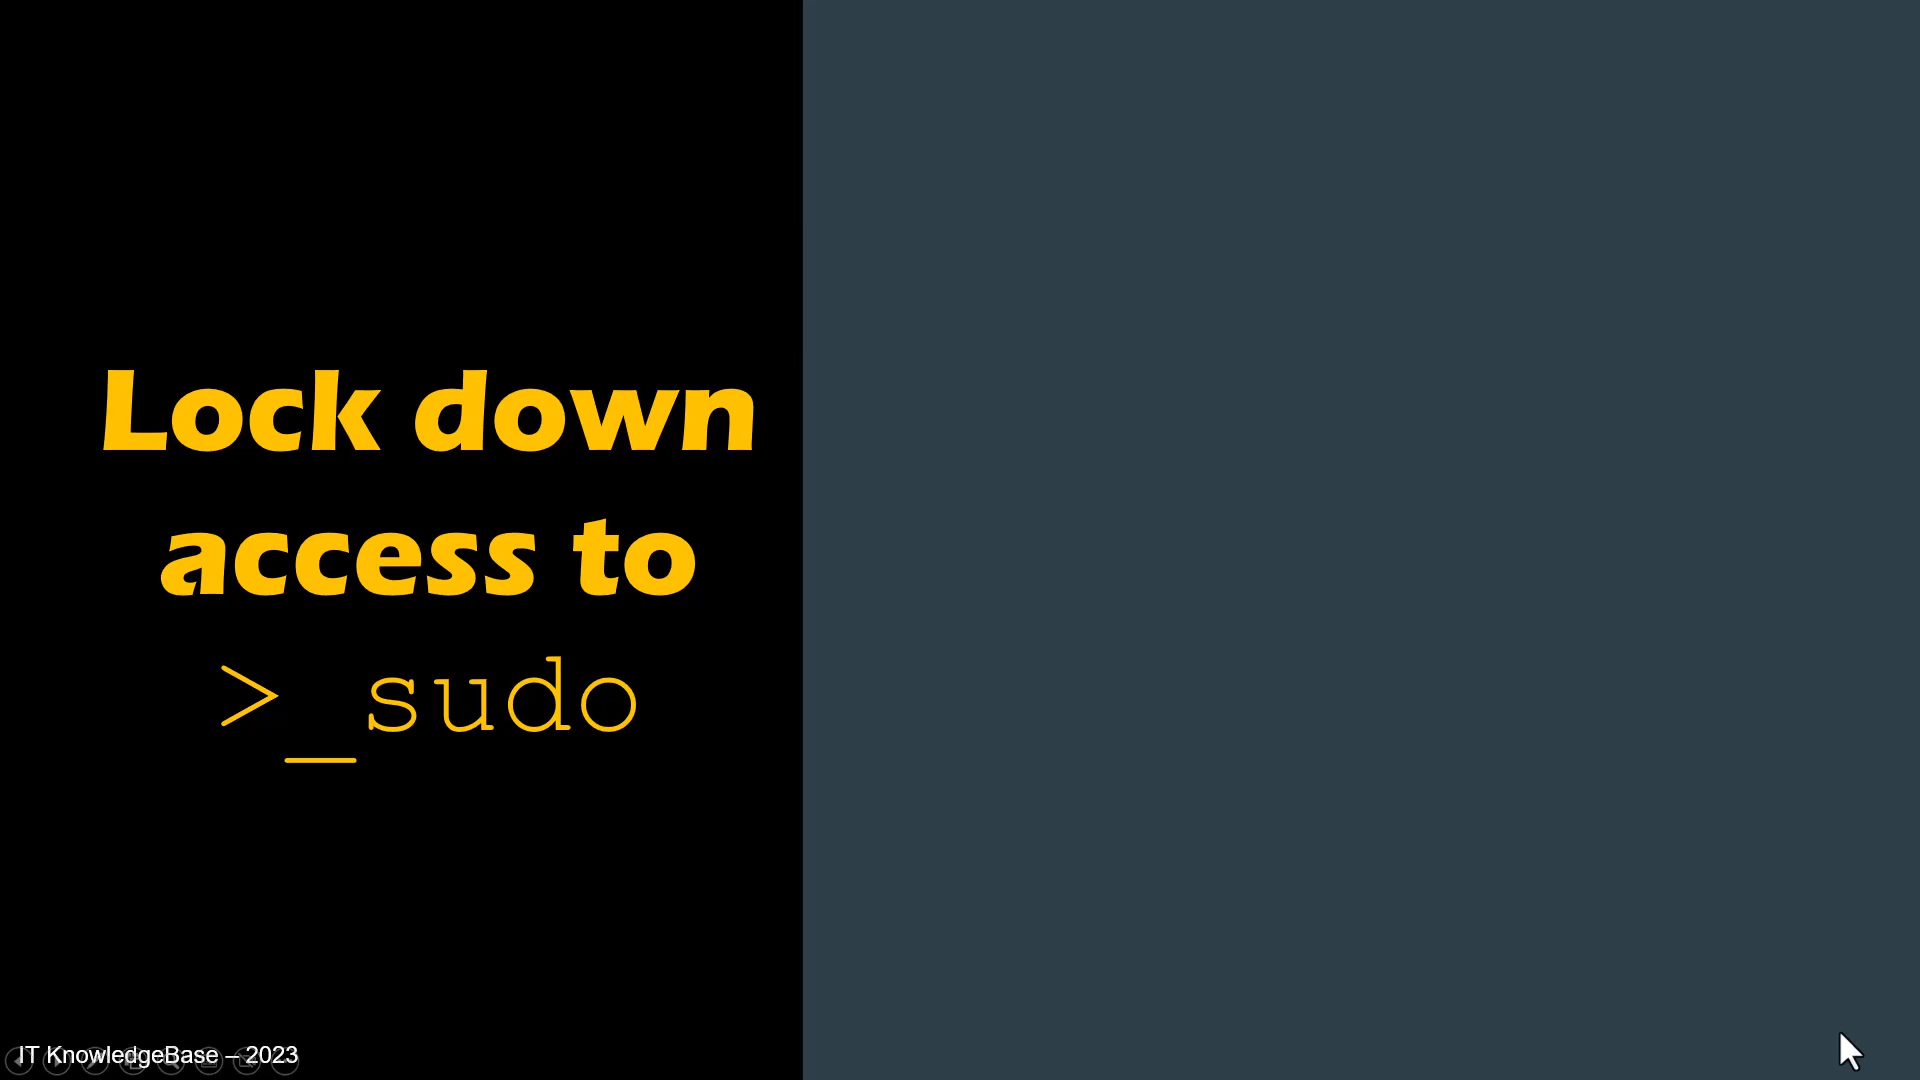 Lock down
access to
>_sudo
IT KnowledgeBase – 2023